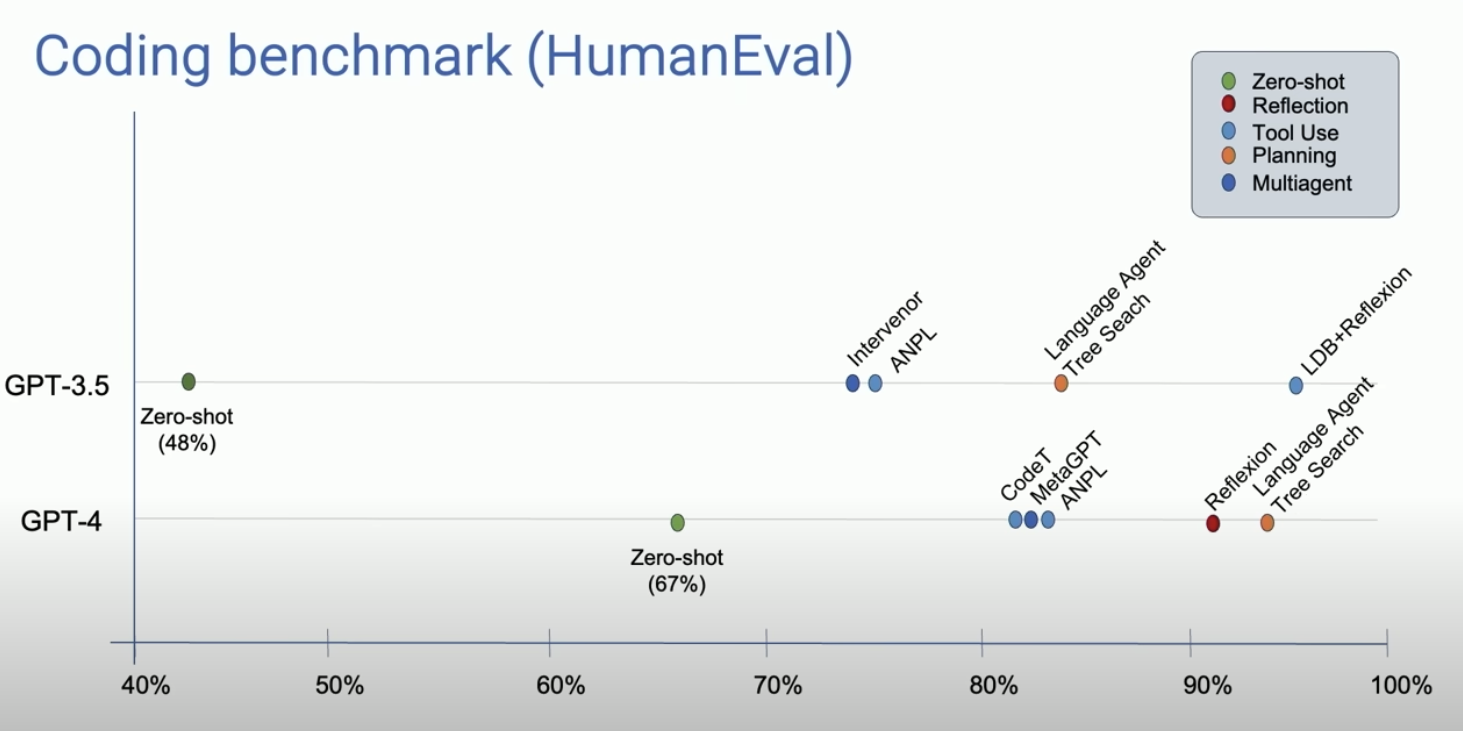 Coding benchmark (HumanEval)
Zero-shot
Reflection
Tool Use
Planning
Multiagent
Intervenor
ANPL
Language Agent
Tree Seach
LDB+Reflexion
GPT-3.5
Zero-shot
(48%)
CodeT
MetaGPT
ANPL
Reflexion
Language Agent
Tree Search
GPT-4
Zero-shot
(67%)
40%
50%
60%
70%
80%
90%
100%